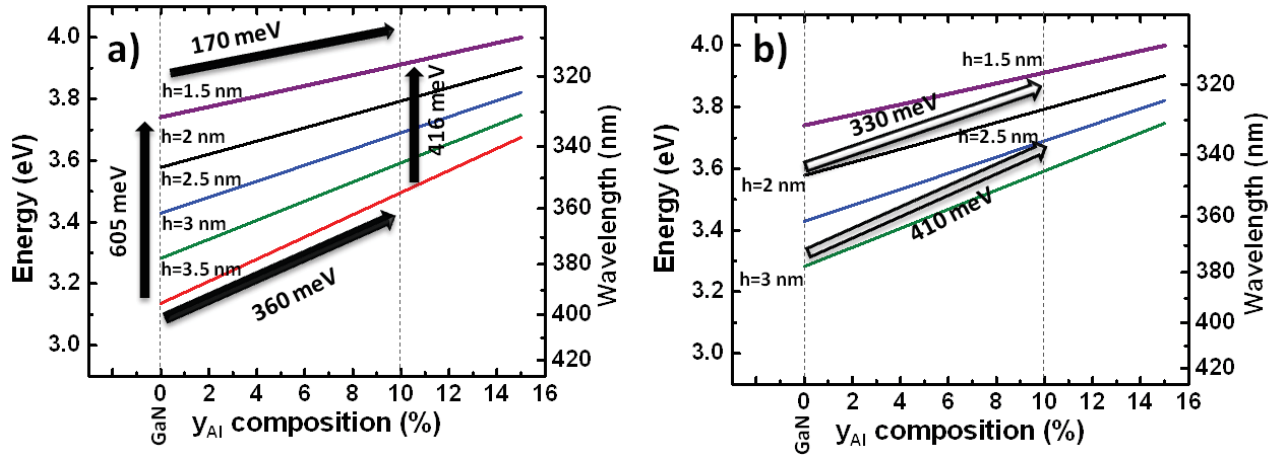 a)
170 meV
605 meV
416 meV
360 meV
h=1.5 nm
h=2 nm
h=2.5 nm
h=3 nm
h=3.5 nm
Energy (eV)
4.0
3.8
3.6
3.4
3.2
3.0
Wavelength (nm)
320
340
360
380
400
420
0 2 4 6 8 10 12 14 16
GaN
yAl composition (%)
b)
h=1.5 nm
330 meV
h=2.5 nm
h=2 nm
410 meV
h=3 nm
Energy (eV)
4.0
3.8
3.6
3.4
3.2
3.0
Wavelength (nm)
320
340
360
380
400
420
0 2 4 6 8 10 12 14 16
GaN
yAl composition (%)